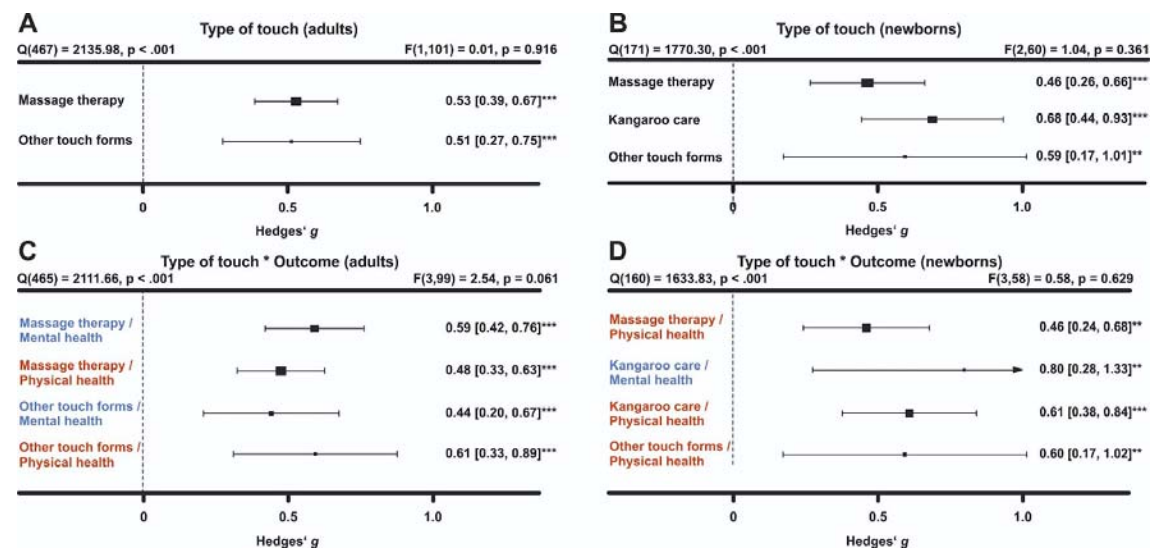 A
Type of touch (adults)
Q(467) = 2135.98, p < .001
F(1,101) = 0.01, p = 0.916
Massage therapy
0.53 [0.39, 0.67]***
Other touch forms
0.51 [0.27, 0.75]***
0
0.5
1.0
Hedges‘ g
B
Type of touch (newborns)
Q(171) = 1770.30, p < .001
F(2,60) = 1.04, p = 0.361
Massage therapy
0.46 [0.26, 0.66]***
Kangaroo care
0.68 [0.44, 0.93]***
Other touch forms
0.59 [0.17, 1.01]**
0
0.5
1.0
Hedges‘ g
C
Type of touch * Outcome (adults)
Q(465) = 2111.66, p < .001
F(3,99) = 2.54, p = 0.061
Massage therapy /
Mental health
0.59 [0.42, 0.76]***
Massage therapy /
Physical health
0.48 [0.33, 0.63]***
Other touch forms /
Mental health
0.44 [0.20, 0.67]***
Other touch forms /
Physical health
0.61 [0.33, 0.89]***
0
0.5
1.0
Hedges‘ g
D
Type of touch * Outcome (newborns)
Q(160) = 1633.83, p < .001
F(3,58) = 0.58, p = 0.629
Massage therapy /
Physical health
0.46 [0.24, 0.68]**
Kangaroo care /
Mental health
0.80 [0.28, 1.33]**
Kangaroo care /
Physical health
0.61 [0.38, 0.84]***
Other touch forms /
Physical health
0.60 [0.17, 1.02]**
0
0.5
1.0
Hedges‘ g